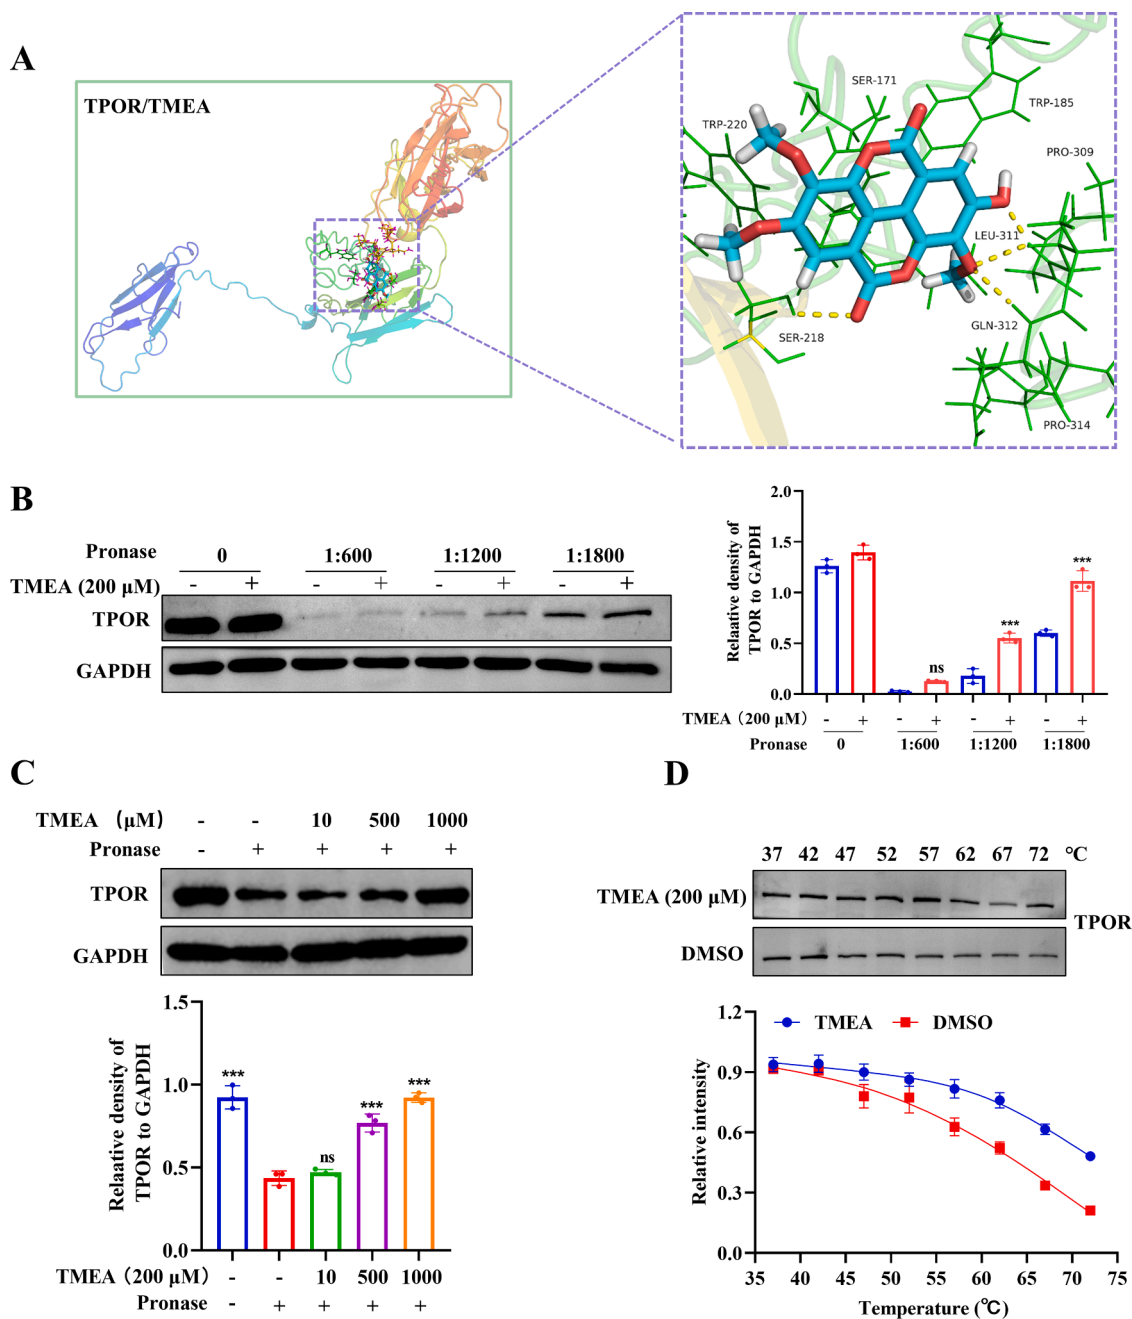 A
TPOR/TMEA
SER-171
TRP-185
TRP-220
PRO-309
LEU-311
GLN-312
SER-218
PRO-314
B
Pronase 0 1:600 1:1200 1:1800
TMEA (200 μM) - + - + - + - +
TPOR
GAPDH
Relaative density of
TPOR to GAPDH
2.0
1.5
1.0
0.5
0.0
ns
***
***
TMEA (200 μM) - + - + - + - +
Pronase 0 1:600 1:1200 1:1800
C
TMEA (μM) - - 10 500 1000
Pronase - + + + +
TPOR
GAPDH
Relaative density of
TPOR to GAPDH
1.5
1.0
0.5
0.0
***
ns
***
***
TMEA (200 μM) - - 10 500 1000
Pronase - + + + +
D
37 42 47 52 57 62 67 72 ℃
TMEA (200 μM)
DMSO
TPOR
TMEA DMSO
Relative intensity
1.2
0.9
0.6
0.3
0.0
35 40 45 50 55 60 65 70 75
Temperature (℃)